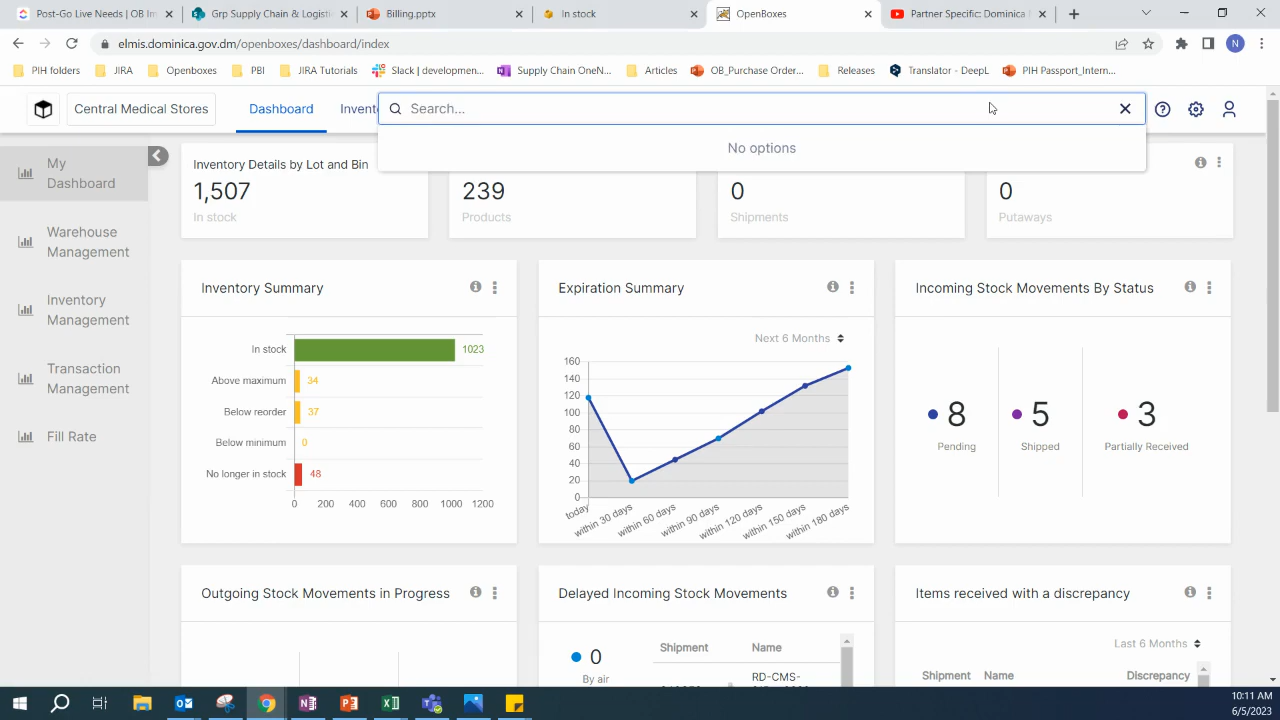 Post-Go Live Needs | OB Im
Grp Supply Chain & Logisti
Billing.pptx
In stock
OpenBoxes
Partner Specific: Dominica
elmis.dominica.gov.dm/openboxes/dashboard/index
N
PIH folders
JIRA
Openboxes
PBI
JIRA Tutorials
Slack | developmen...
Supply Chain OneN...
Articles
OB_Purchase Order...
Releases
Translator - DeepL
PIH Passport_Intern...
Central Medical Stores
Dashboard
Invent
Search...
No options
My Dashboard
Warehouse Management
Inventory Management
Transaction Management
Fill Rate
Inventory Details by Lot and Bin
1,507
In stock
239
Products
0
Shipments
0
Putaways
Inventory Summary
In stock 1023
Above maximum 34
Below reorder 37
Below minimum 0
No longer in stock 48
0 200 400 600 800 1000 1200
Expiration Summary
Next 6 Months
160
140
120
100
80
60
40
20
0
today within 30 days within 60 days within 90 days within 120 days within 150 days within 180 days
Incoming Stock Movements By Status
8 5 3
Pending Shipped Partially Received
Outgoing Stock Movements in Progress
Delayed Incoming Stock Movements
0
By air
Shipment Name
RD-CMS-
Items received with a discrepancy
Last 6 Months
Shipment Name Discrepancy
10:11 AM
6/5/2023